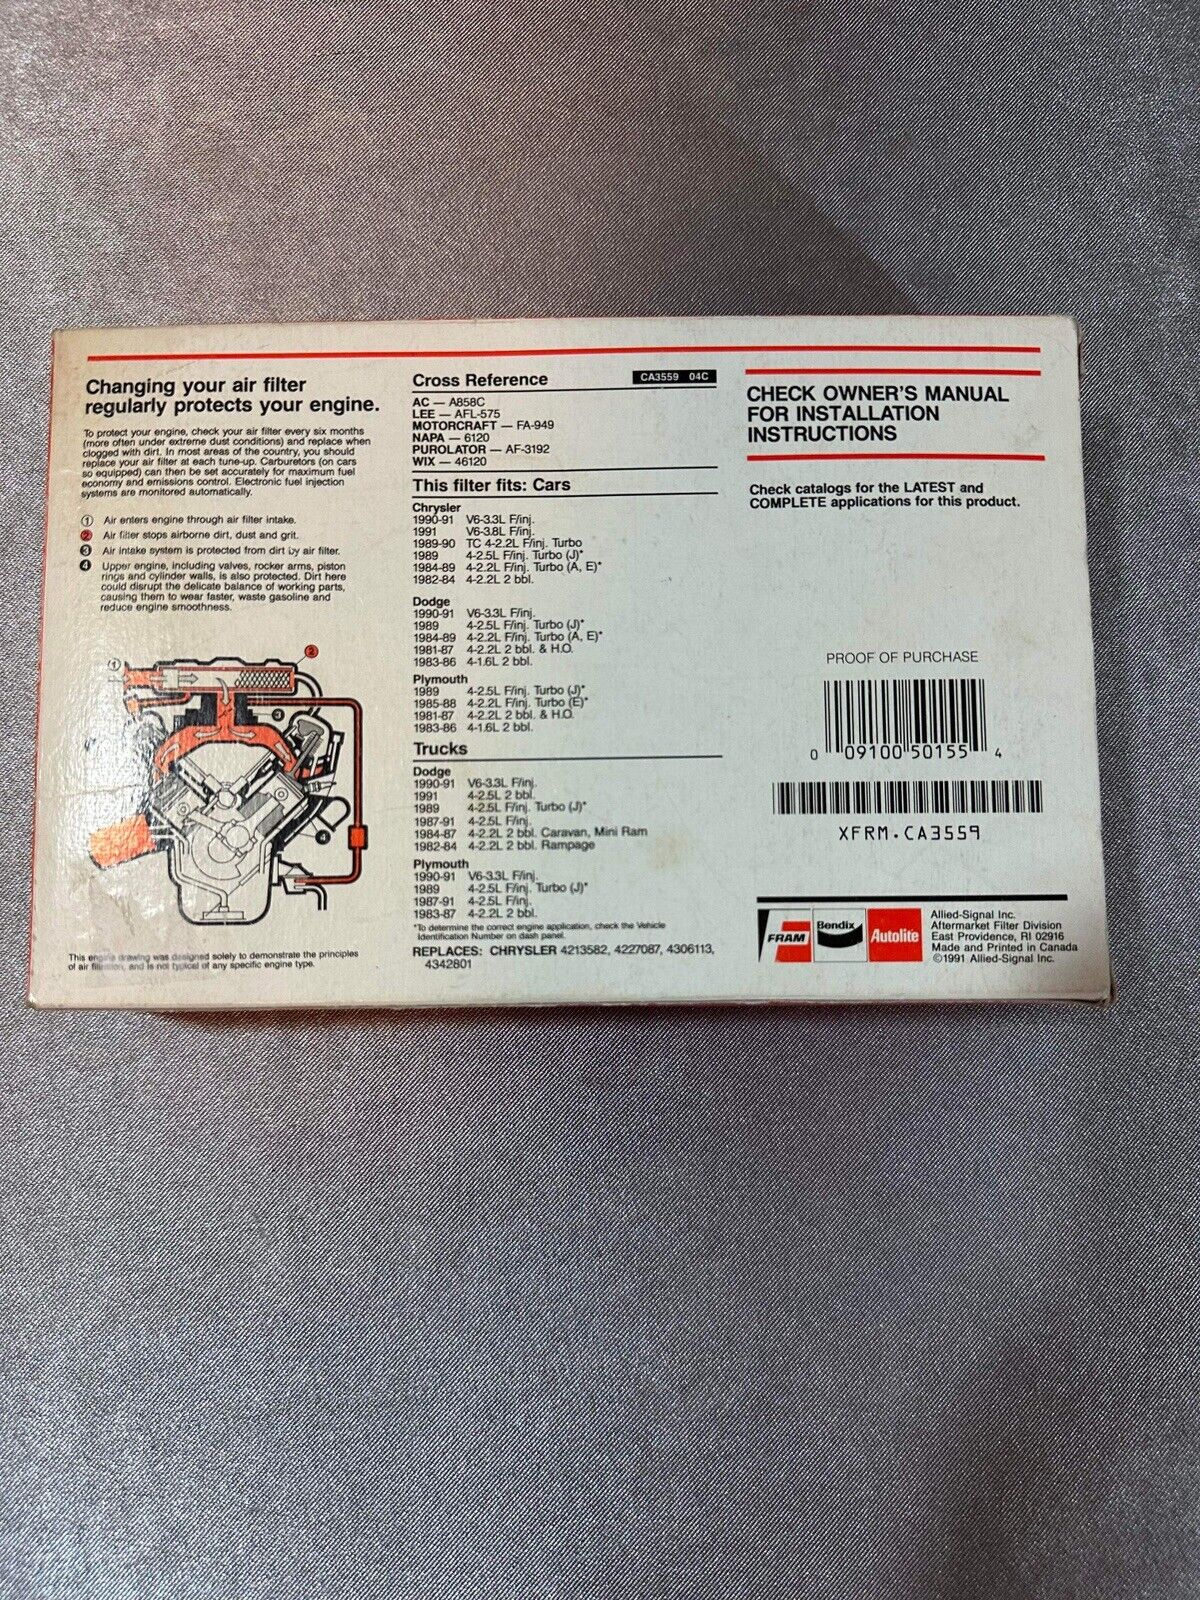 Changing your air filter
regularly protects your engine.
To protect your engine, check your air filter every six months
(more often under extreme dust conditions) and replace when
clogged with dirt. In most areas of the country, you should
replace your air filter at each tune-up. Carburetors (on cars
so equipped) can then be set accurately for maximum fuel
economy and emissions control. Electronic fuel injection
systems are monitored automatically.
1 Air enters engine through air filter intake.
2 Air filter stops airborne dirt, dust and grit.
3 Air intake system is protected from dirt by air filter.
4 Upper engine, including valves, rocker arms, piston
rings and cylinder walls, is also protected. Dirt here
could disrupt the delicate balance of working parts,
causing them to wear faster, waste gasoline and
reduce engine smoothness.
1
2
3
4
This engine drawing was designed solely to demonstrate the principles
of air filtration, and is not typical of any specific engine type.
Cross Reference CA3559 04C
AC — A858C
LEE — AFL-575
MOTORCRAFT — FA-949
NAPA — 6120
PUROLATOR — AF-3192
WIX — 46120
This filter fits: Cars
Chrysler
1990-91 V6-3.3L F/inj.
1991 V6-3.8L F/inj.
1989-90 TC 4-2.2L F/inj. Turbo
1989 4-2.5L F/inj. Turbo (J)*
1984-89 4-2.2L F/inj. Turbo (A, E)*
1982-84 4-2.2L 2 bbl.
Dodge
1990-91 V6-3.3L F/inj.
1989 4-2.5L F/inj. Turbo (J)*
1984-89 4-2.2L F/inj. Turbo (A, E)*
1981-87 4-2.2L 2 bbl. & H.O.
1983-86 4-1.6L 2 bbl.
Plymouth
1989 4-2.5L F/inj. Turbo (J)*
1985-88 4-2.2L F/inj. Turbo (E)*
1981-87 4-2.2L 2 bbl. & H.O.
1983-86 4-1.6L 2 bbl.
Trucks
Dodge
1990-91 V6-3.3L F/inj.
1991 4-2.5L 2 bbl.
1989 4-2.5L F/inj. Turbo (J)*
1987-91 4-2.5L F/inj.
1984-87 4-2.2L 2 bbl. Caravan, Mini Ram
1982-84 4-2.2L 2 bbl. Rampage
Plymouth
1990-91 V6-3.3L F/inj.
1989 4-2.5L F/inj. Turbo (J)*
1987-91 4-2.5L F/inj.
1983-87 4-2.2L 2 bbl.
*To determine the correct engine application, check the Vehicle
Identification Number on dash panel.
REPLACES: CHRYSLER 4213582, 4227087, 4306113,
4342801
CHECK OWNER'S MANUAL
FOR INSTALLATION
INSTRUCTIONS
Check catalogs for the LATEST and
COMPLETE applications for this product.
PROOF OF PURCHASE
0 09100 50155 4
XFRM.CA3559
FRAM Bendix Autolite
Allied-Signal Inc.
Aftermarket Filter Division
East Providence, RI 02916
Made and Printed in Canada
©1991 Allied-Signal Inc.